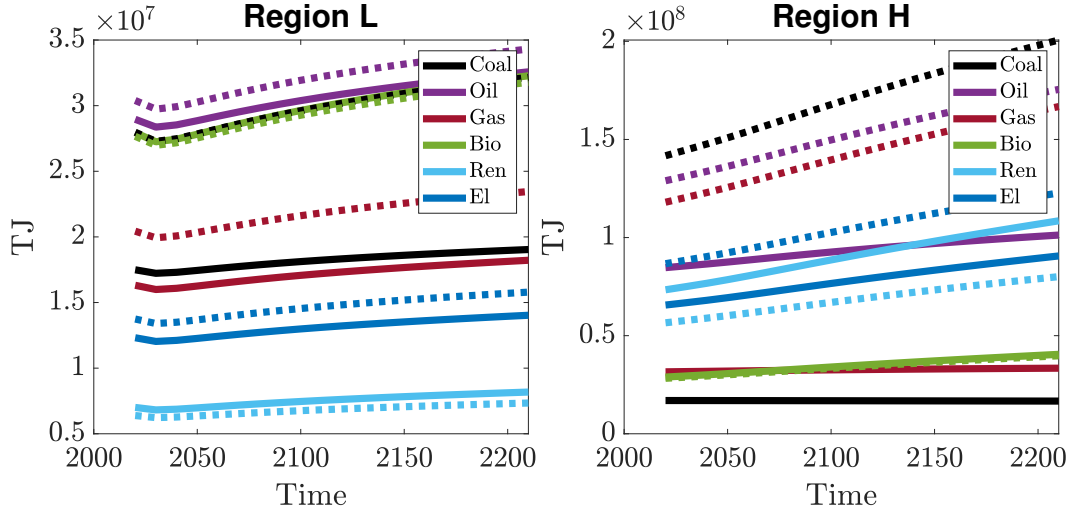 Region L
×10^7
3.5
3
2.5
2
1.5
1
0.5
2000
2050
2100
2150
2200
TJ
Time
Coal
Oil
Gas
Bio
Ren
El
Region H
×10^8
2
1.5
1
0.5
0
2000
2050
2100
2150
2200
TJ
Time
Coal
Oil
Gas
Bio
Ren
El